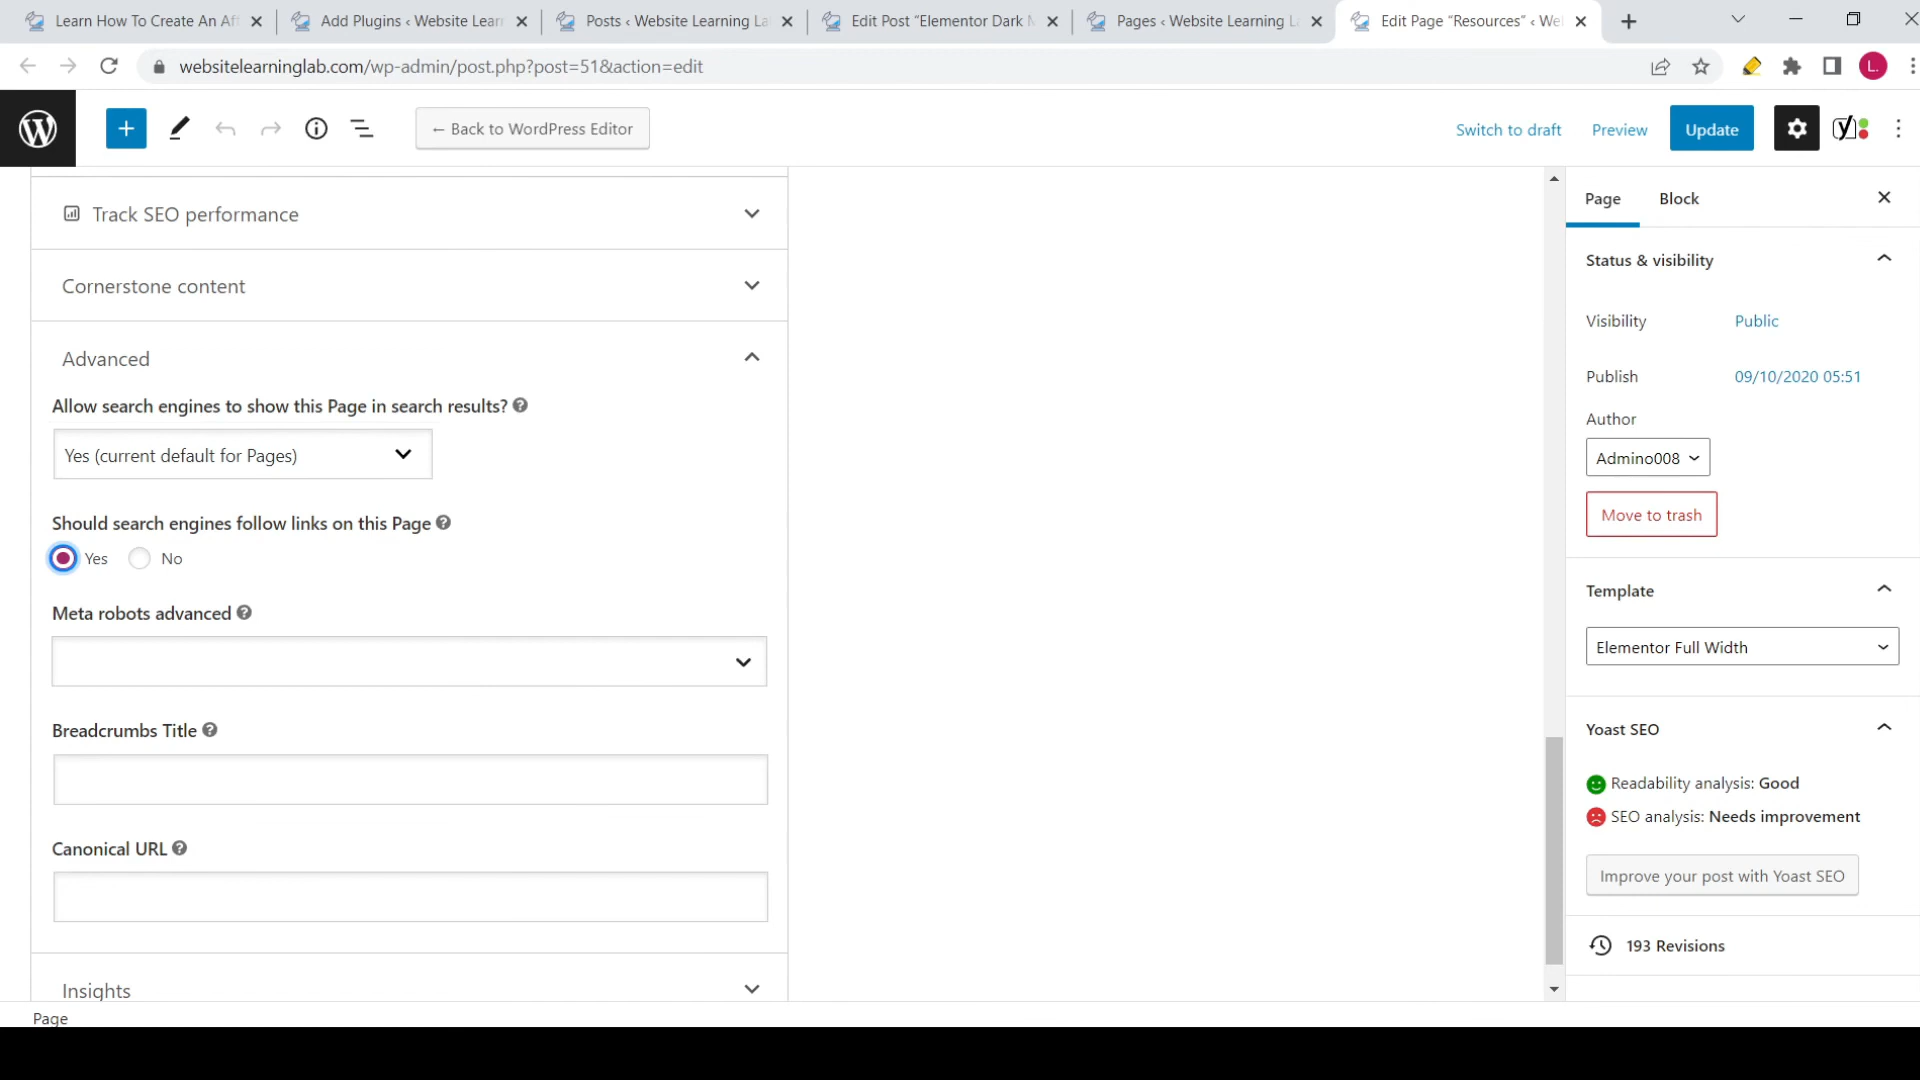 Learn How To Create An Aff
Add Plugins ‹ Website Learn
Posts ‹ Website Learning La
Edit Post “Elementor Dark M
Pages ‹ Website Learning L
Edit Page “Resources” ‹ We
websitelearninglab.com/wp-admin/post.php?post=51&action=edit
L.
← Back to WordPress Editor
Switch to draft
Preview
Update
Track SEO performance
Cornerstone content
Advanced
Allow search engines to show this Page in search results?
Yes (current default for Pages)
Should search engines follow links on this Page
Yes
No
Meta robots advanced
Breadcrumbs Title
Canonical URL
Insights
Page
Page
Block
Status & visibility
Visibility
Public
Publish
09/10/2020 05:51
Author
Admino008
Move to trash
Template
Elementor Full Width
Yoast SEO
Readability analysis: Good
SEO analysis: Needs improvement
Improve your post with Yoast SEO
193 Revisions